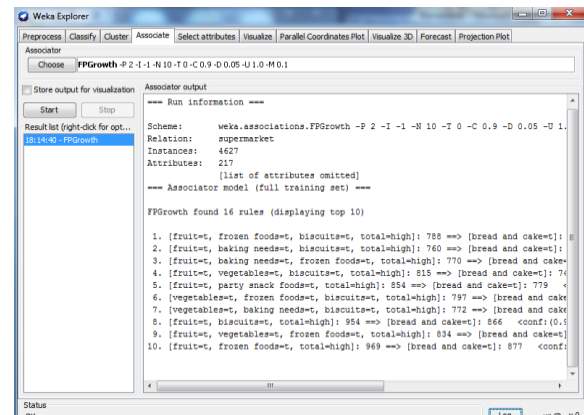 Weka Explorer
Preprocess Classify Cluster Associate Select attributes Visualize Parallel Coordinates Plot Visualize 3D Forecast Projection Plot
Associator
Choose FPGrowth -P 2 -I -1 -N 10 -T 0 -C 0.9 -D 0.05 -U 1.0 -M 0.1
Store output for visualization
Start Stop
Result list (right-click for opt...
18:14:40 - FPGrowth
Associator output
=== Run information ===
Scheme: weka.associations.FPGrowth -P 2 -I -1 -N 10 -T 0 -C 0.9 -D 0.05 -U 1.
Relation: supermarket
Instances: 4627
Attributes: 217
[list of attributes omitted]
=== Associator model (full training set) ===
FPGrowth found 16 rules (displaying top 10)
1. [fruit=t, frozen foods=t, biscuits=t, total=high]: 788 ==> [bread and cake=t]:
2. [fruit=t, baking needs=t, biscuits=t, total=high]: 760 ==> [bread and cake=t]:
3. [fruit=t, baking needs=t, frozen foods=t, total=high]: 770 ==> [bread and cake=
4. [fruit=t, vegetables=t, biscuits=t, total=high]: 815 ==> [bread and cake=t]: 74
5. [fruit=t, party snack foods=t, total=high]: 854 ==> [bread and cake=t]: 779 <
6. [vegetables=t, frozen foods=t, biscuits=t, total=high]: 797 ==> [bread and cake
7. [vegetables=t, baking needs=t, biscuits=t, total=high]: 772 ==> [bread and cake
8. [fruit=t, biscuits=t, total=high]: 954 ==> [bread and cake=t]: 866 <conf:(0.9
9. [fruit=t, vegetables=t, frozen foods=t, total=high]: 834 ==> [bread and cake=t]
10. [fruit=t, frozen foods=t, total=high]: 969 ==> [bread and cake=t]: 877 <conf:
Status